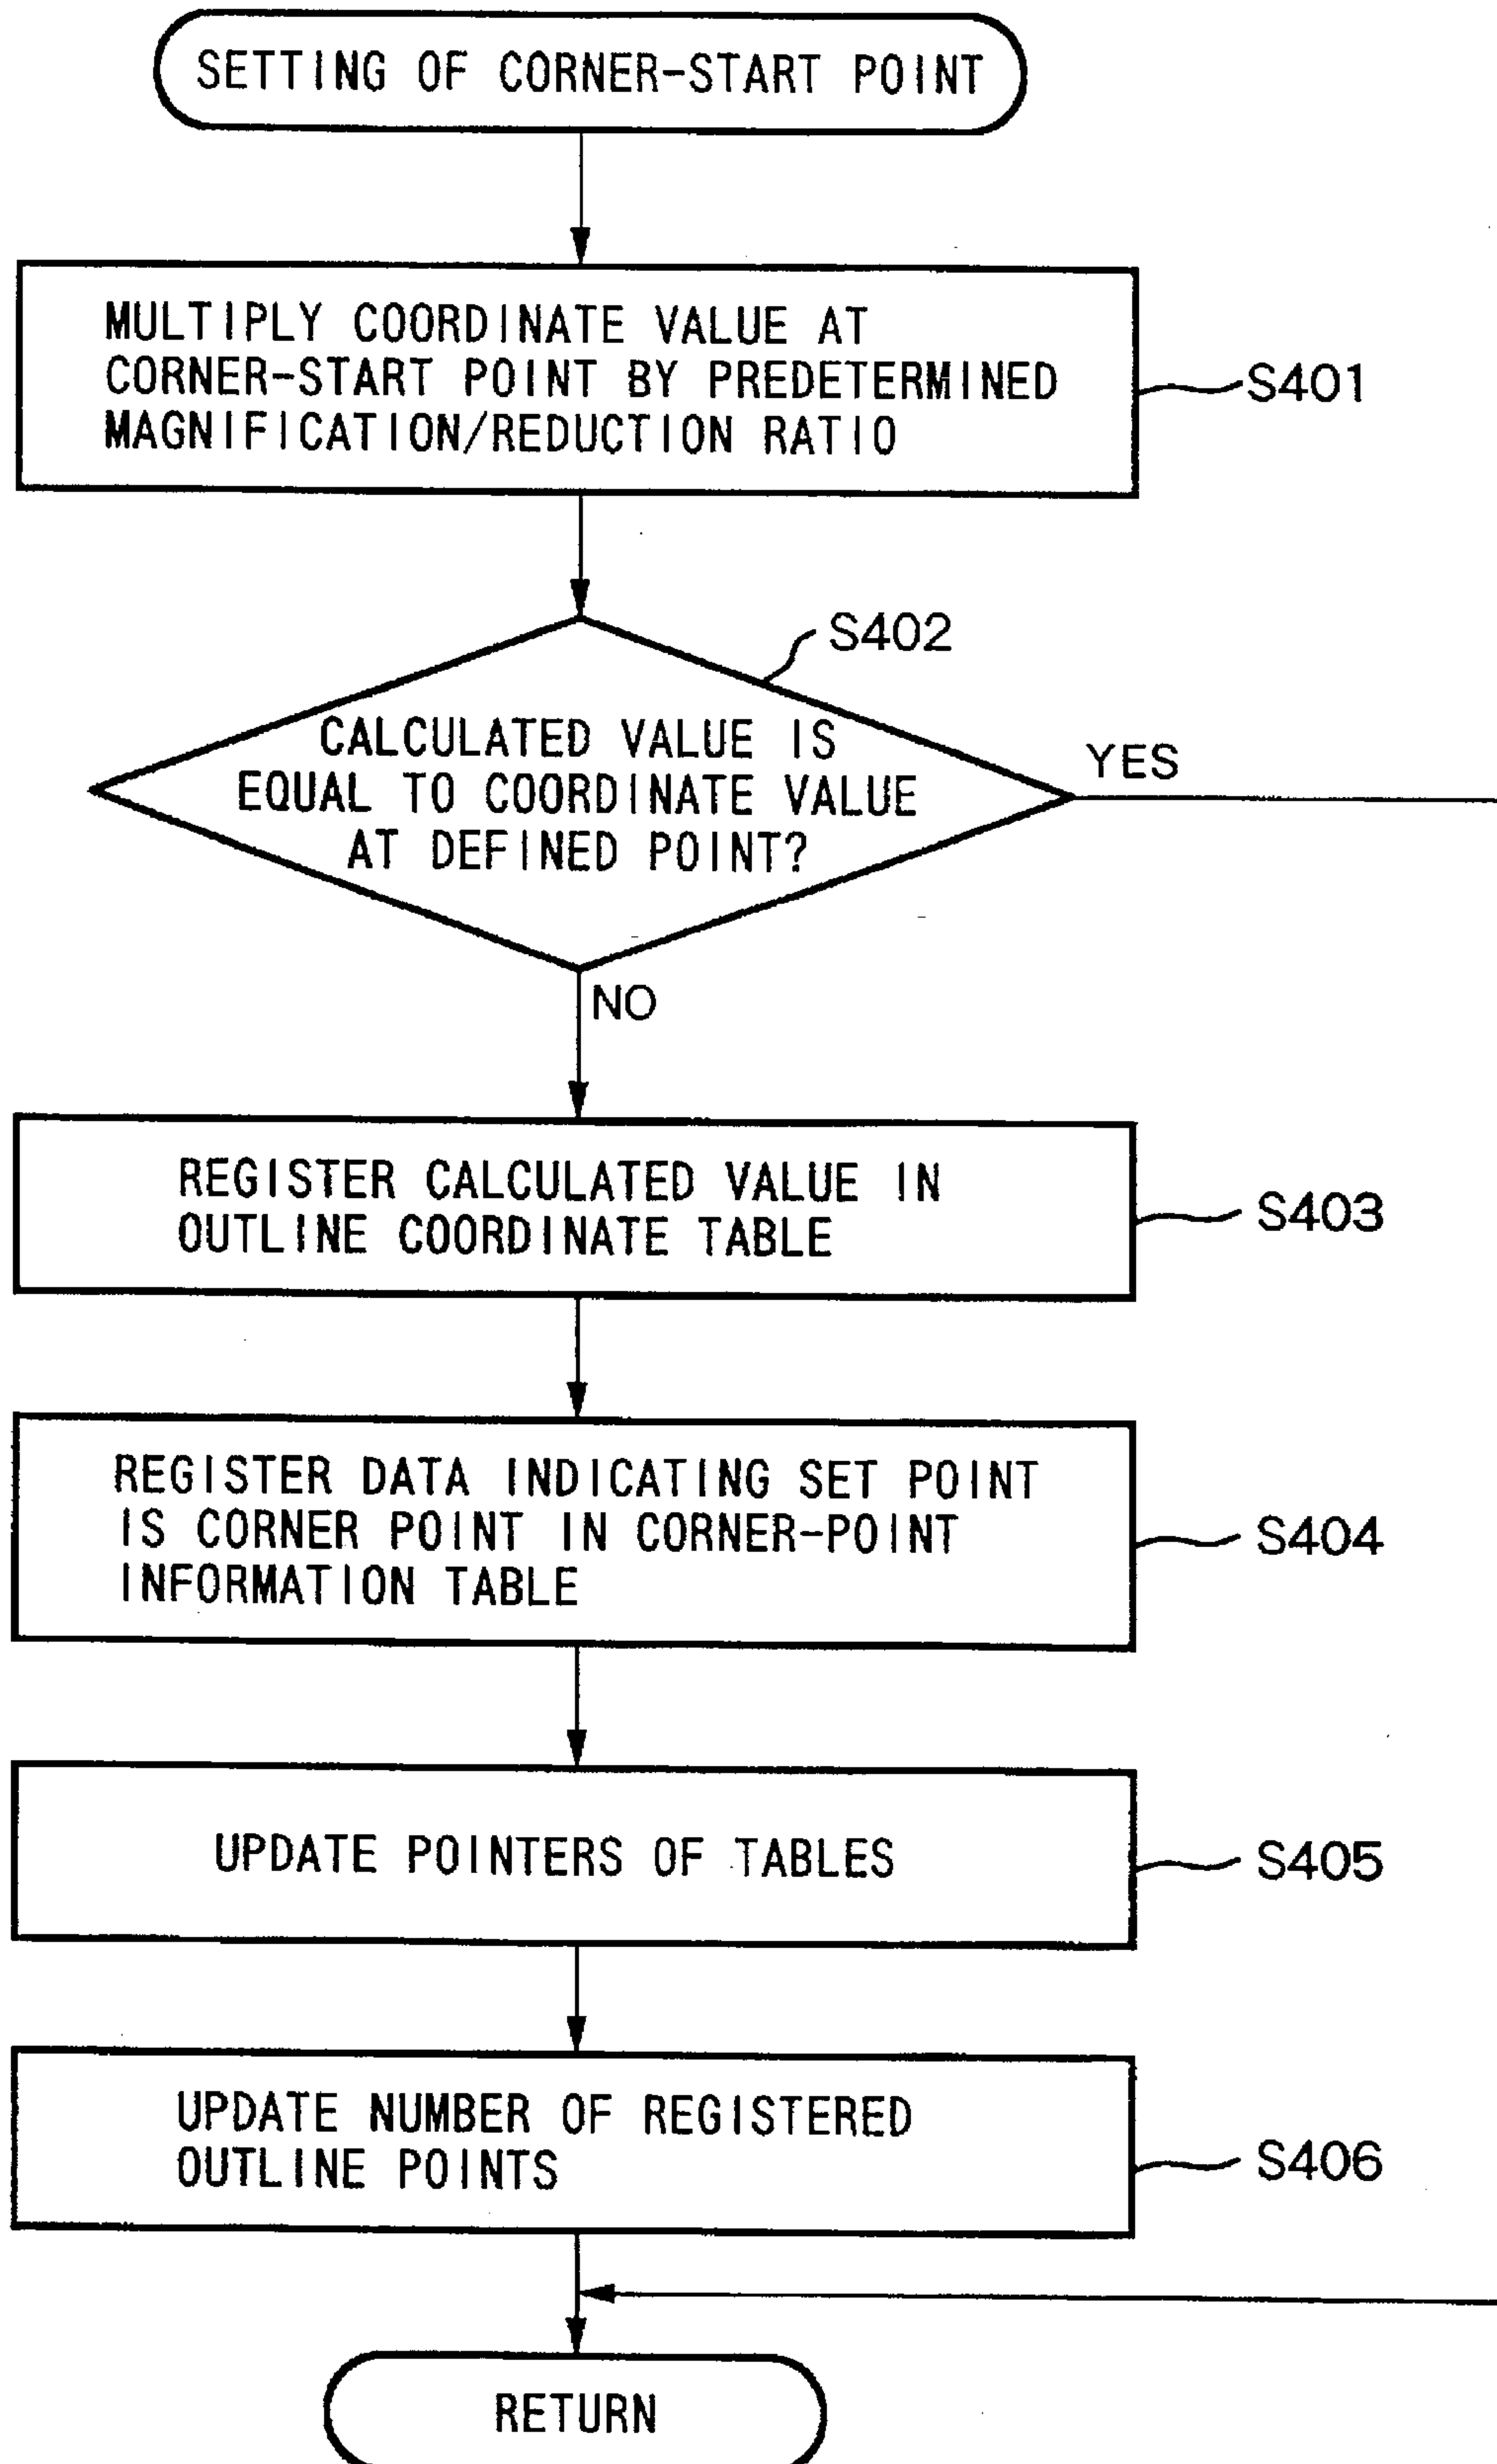 SETTING OF CORNER-START POINT
MULTIPLY COORDINATE VALUE AT
CORNER-START POINT BY PREDETERMINED
MAGNIFICATION/REDUCTION RATIO
S401
S402
CALCULATED VALUE IS
EQUAL TO COORDINATE VALUE
AT DEFINED POINT?
YES
NO
REGISTER CALCULATED VALUE IN
OUTLINE COORDINATE TABLE
S403
REGISTER DATA INDICATING SET POINT
IS CORNER POINT IN CORNER-POINT
INFORMATION TABLE
S404
UPDATE POINTERS OF TABLES
S405
UPDATE NUMBER OF REGISTERED
OUTLINE POINTS
S406
RETURN